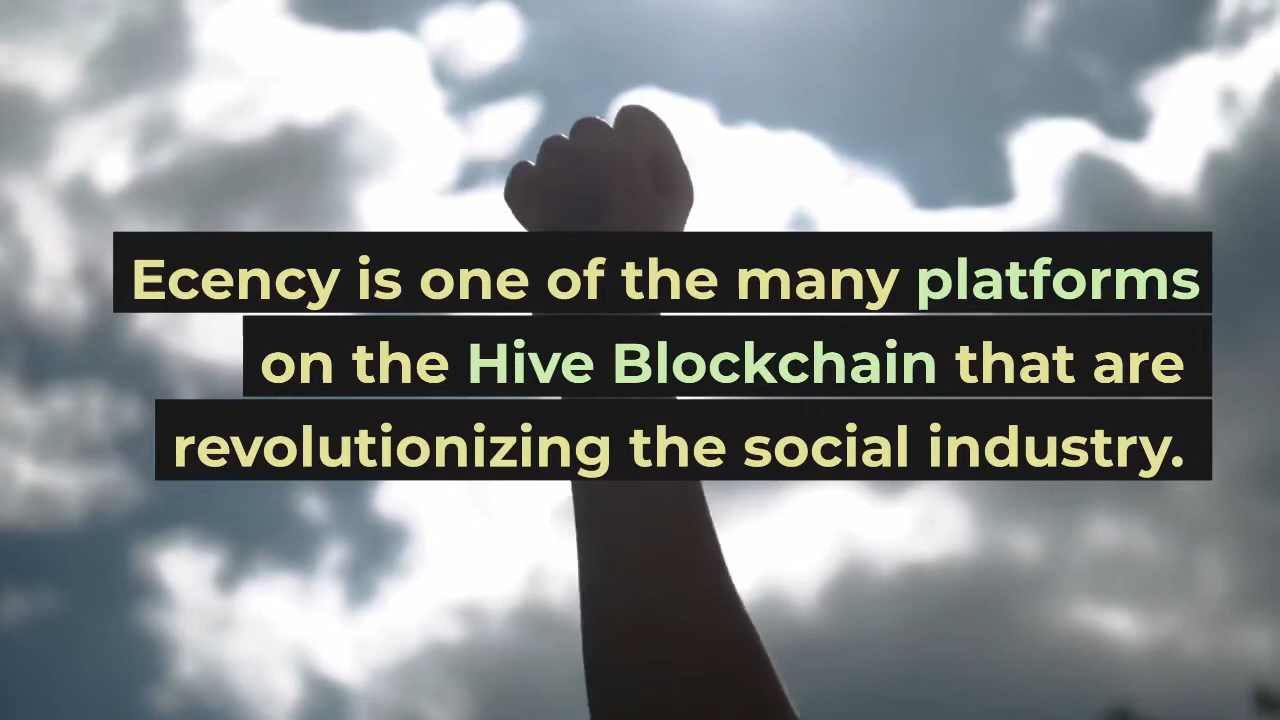 Ecency is one of the many platforms
on the Hive Blockchain that are
revolutionizing the social industry.